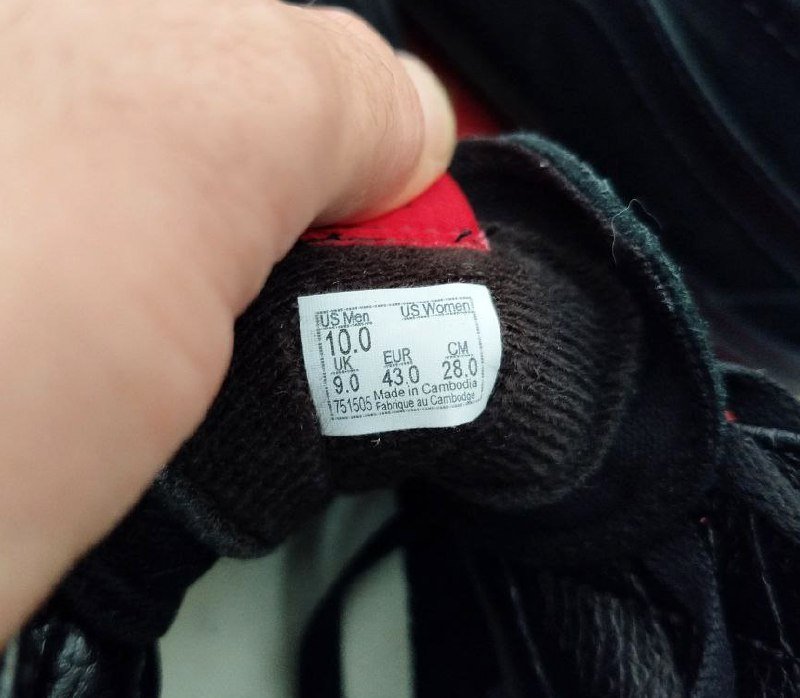 US Men US Women
10.0
UK EUR CM
9.0 43.0 28.0
Made in Cambodia
751505 Fabrique au Cambodge